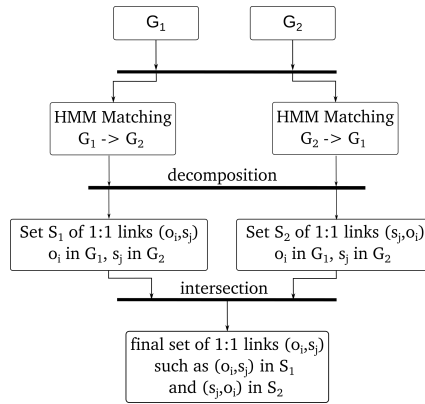 G₁
G₂
HMM Matching
G₁ -> G₂
HMM Matching
G₂ -> G₁
decomposition
Set S₁ of 1:1 links (oᵢ,sⱼ)
oᵢ in G₁, sⱼ in G₂
Set S₂ of 1:1 links (sⱼ,oᵢ)
oᵢ in G₁, sⱼ in G₂
intersection
final set of 1:1 links (oᵢ,sⱼ)
such as (oᵢ,sⱼ) in S₁
and (sⱼ,oᵢ) in S₂